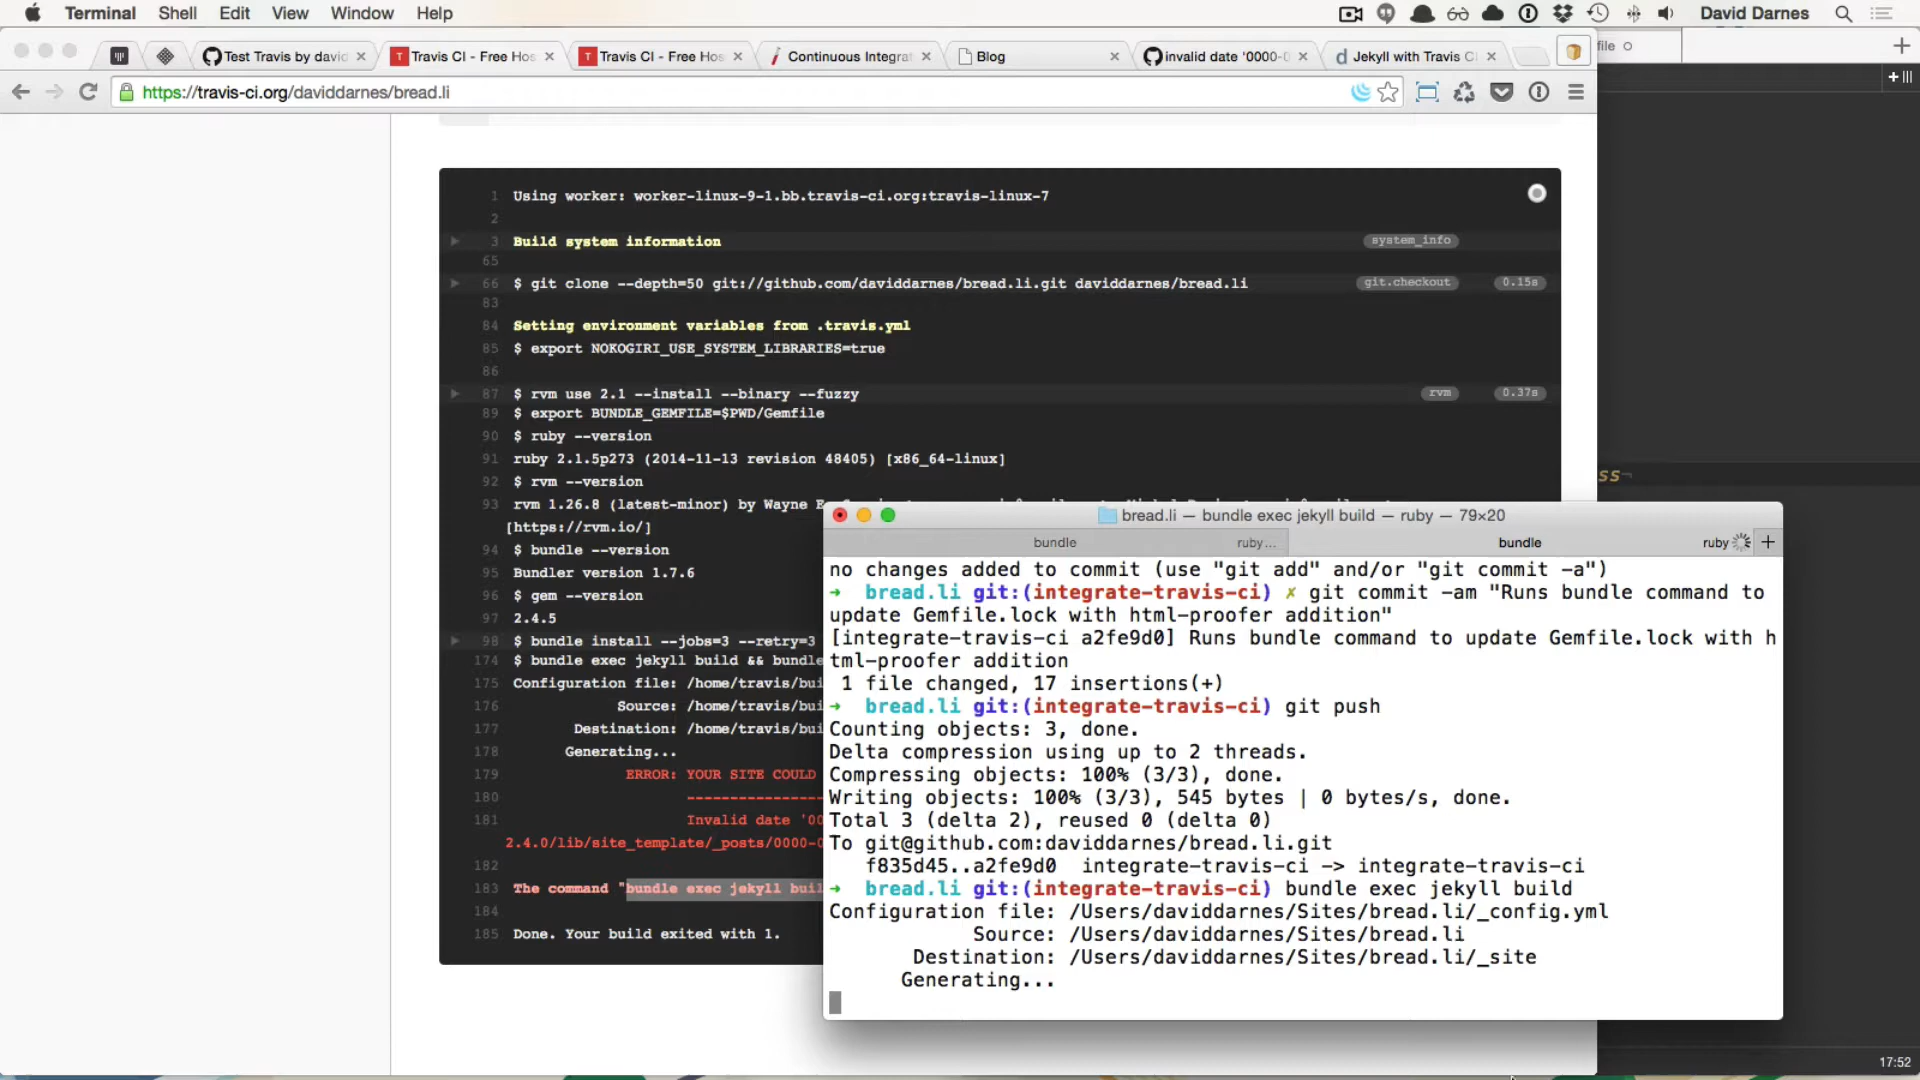 Terminal Shell Edit View Window Help David Darnes
Test Travis by david
Travis CI - Free Hos
Travis CI - Free Hos
Continuous Integrat
Blog
invalid date '0000-0
Jekyll with Travis CI
file
https://travis-ci.org/daviddarnes/bread.li
1 Using worker: worker-linux-9-1.bb.travis-ci.org:travis-linux-7
2
3 Build system information system_info
65
66 $ git clone --depth=50 git://github.com/daviddarnes/bread.li.git daviddarnes/bread.li git.checkout 0.15s
83
84 Setting environment variables from .travis.yml
85 $ export NOKOGIRI_USE_SYSTEM_LIBRARIES=true
86
87 $ rvm use 2.1 --install --binary --fuzzy rvm 0.37s
89 $ export BUNDLE_GEMFILE=$PWD/Gemfile
90 $ ruby --version
91 ruby 2.1.5p273 (2014-11-13 revision 48405) [x86_64-linux]
92 $ rvm --version
93 rvm 1.26.8 (latest-minor) by Wayne E
[https://rvm.io/]
94 $ bundle --version
95 Bundler version 1.7.6
96 $ gem --version
97 2.4.5
98 $ bundle install --jobs=3 --retry=3
174 $ bundle exec jekyll build && bundle
175 Configuration file: /home/travis/bui
176 Source: /home/travis/bui
177 Destination: /home/travis/bui
178 Generating...
179 ERROR: YOUR SITE COULD
180 ----------------
181 Invalid date '00
2.4.0/lib/site_template/_posts/0000-0
182
183 The command "bundle exec jekyll buil
184
185 Done. Your build exited with 1.
ss¬
bread.li — bundle exec jekyll build — ruby — 79×20
bundle ruby... bundle ruby
no changes added to commit (use "git add" and/or "git commit -a")
➜ bread.li git:(integrate-travis-ci) ✗ git commit -am "Runs bundle command to
update Gemfile.lock with html-proofer addition"
[integrate-travis-ci a2fe9d0] Runs bundle command to update Gemfile.lock with h
tml-proofer addition
1 file changed, 17 insertions(+)
➜ bread.li git:(integrate-travis-ci) git push
Counting objects: 3, done.
Delta compression using up to 2 threads.
Compressing objects: 100% (3/3), done.
Writing objects: 100% (3/3), 545 bytes | 0 bytes/s, done.
Total 3 (delta 2), reused 0 (delta 0)
To git@github.com:daviddarnes/bread.li.git
f835d45..a2fe9d0 integrate-travis-ci -> integrate-travis-ci
➜ bread.li git:(integrate-travis-ci) bundle exec jekyll build
Configuration file: /Users/daviddarnes/Sites/bread.li/_config.yml
Source: /Users/daviddarnes/Sites/bread.li
Destination: /Users/daviddarnes/Sites/bread.li/_site
Generating...
17:52